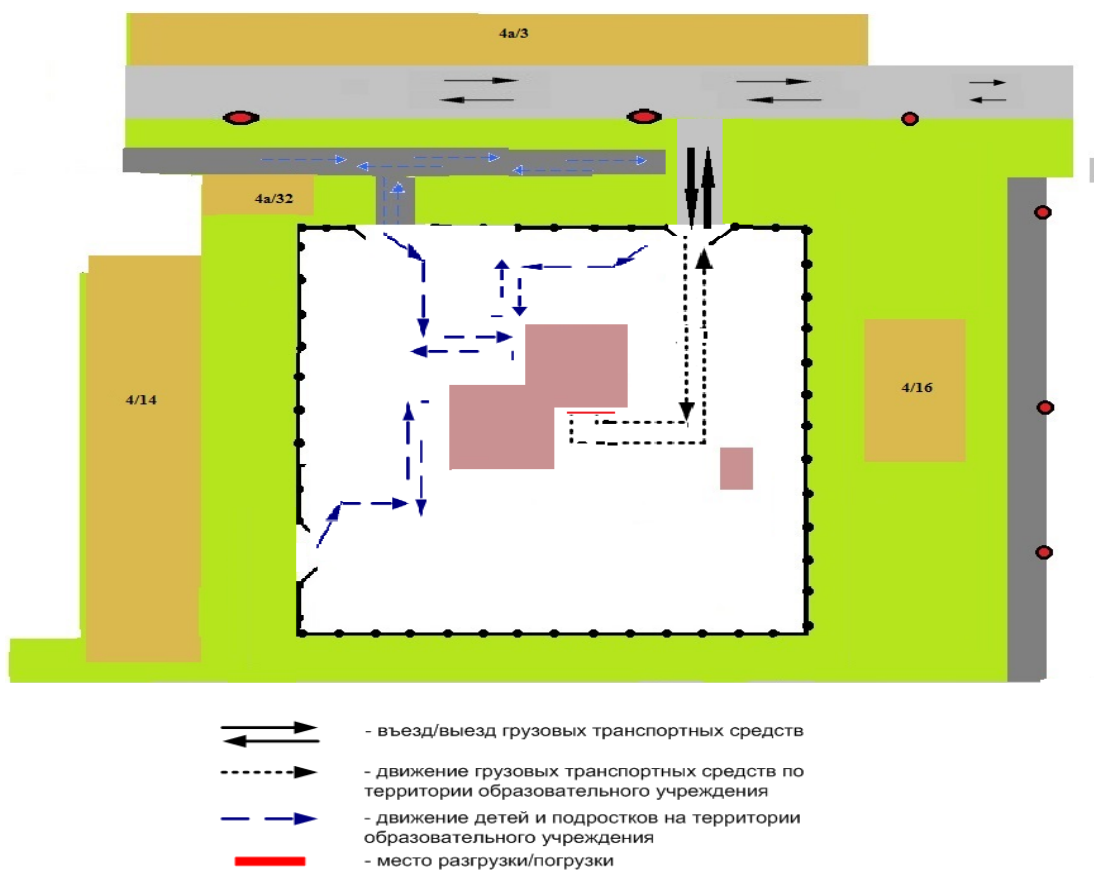 4а/3
4а/32
4/14
4/16
- въезд/выезд грузовых транспортных средств
- движение грузовых транспортных средств по
территории образовательного учреждения
- движение детей и подростков на территории
образовательного учреждения
- место разгрузки/погрузки